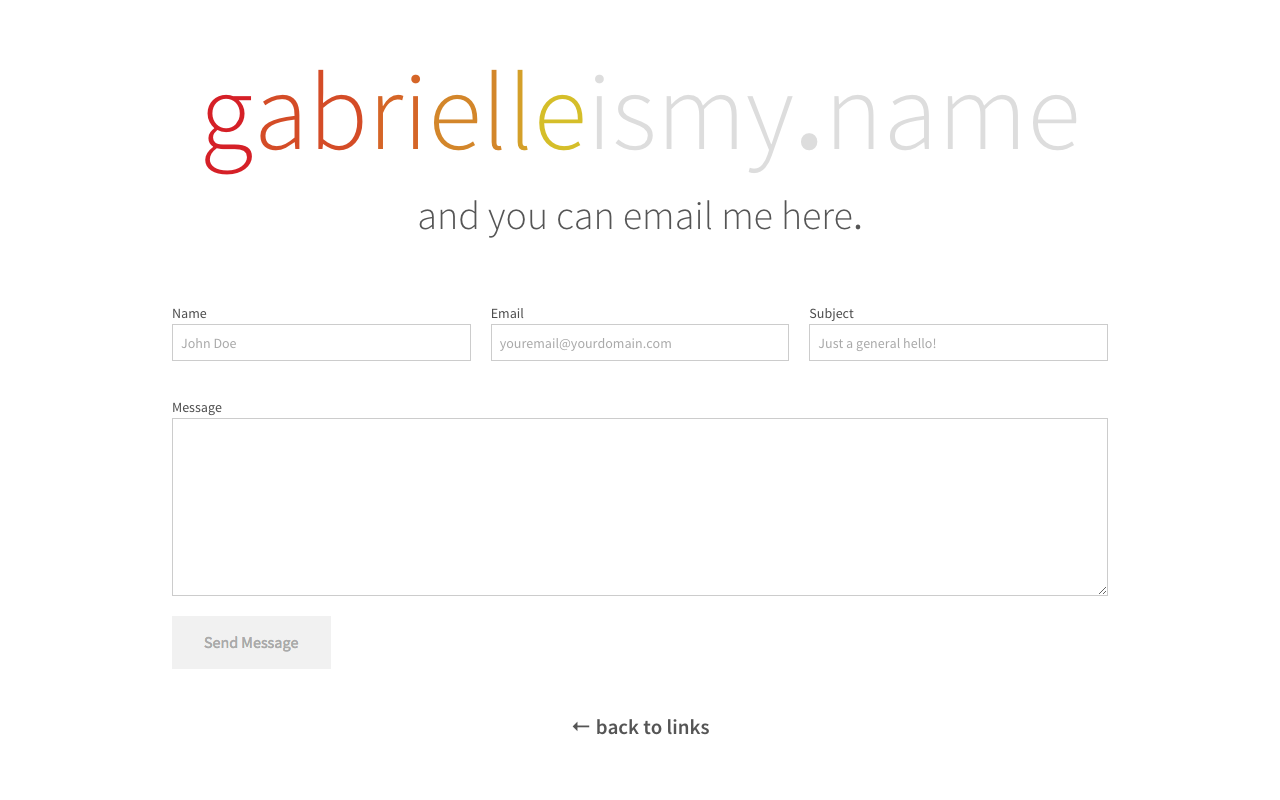 gabrielleismy.name
and you can email me here.
Name Email Subject
John Doe youremail@yourdomain.com Just a general hello!
Message
Send Message
← back to links